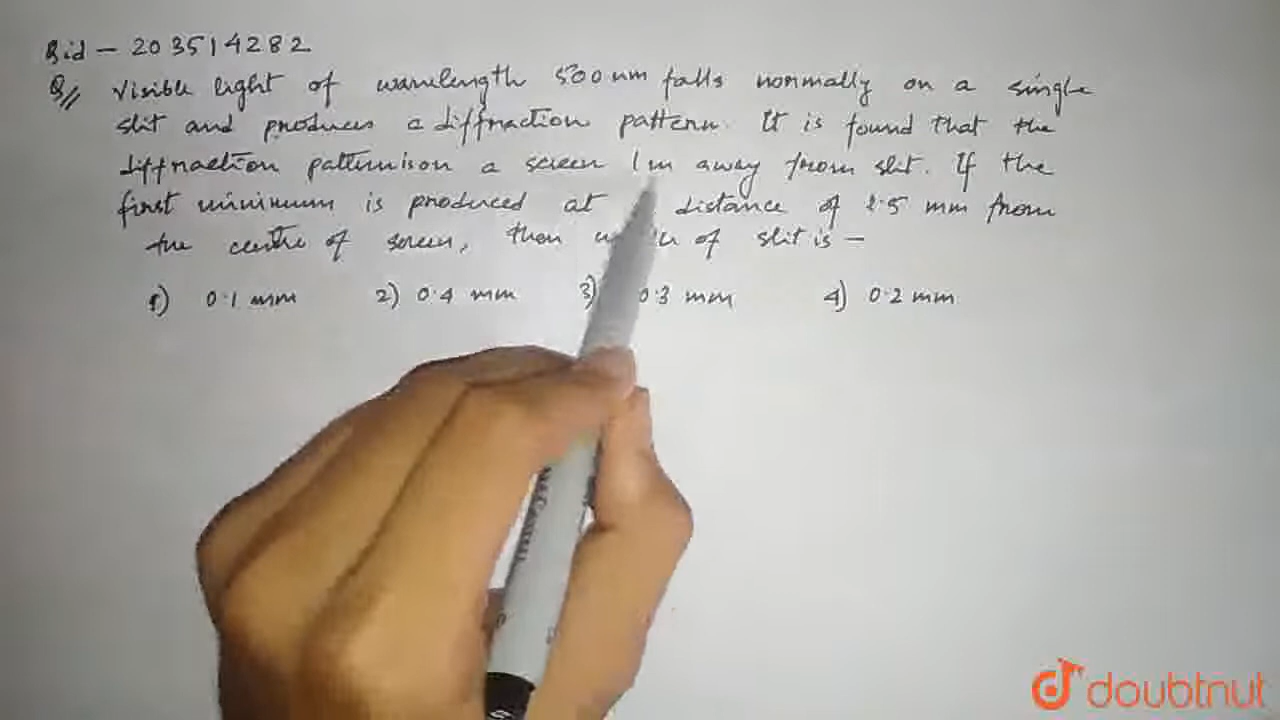 Qid - 203514282
Q// Visible light of wavelength 500 nm falls normally on a single
slit and produces a diffraction pattern. It is found that the
diffraction pattern is on a screen 1m away from slit. If the
first minimum is produced at distance of 2.5 mm from
the centre of screen, then of slit is -
1) 0.1 mm 2) 0.4 mm 3) 0.3 mm 4) 0.2 mm
doubtnut